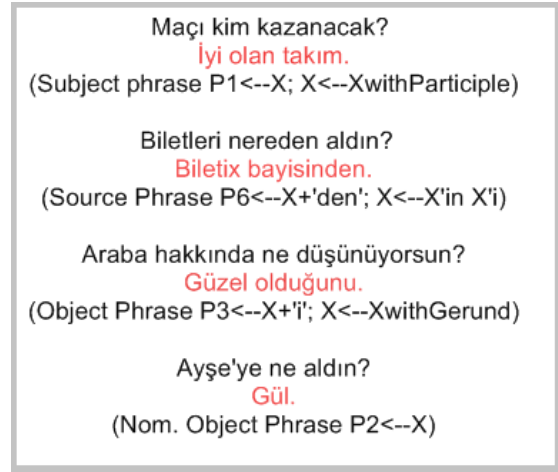 Maçı kim kazanacak?
İyi olan takım.
(Subject phrase P1<--X; X<--XwithParticiple)
Biletleri nereden aldın?
Biletix bayisinden.
(Source Phrase P6<--X+'den'; X<--X'in X'i)
Araba hakkında ne düşünüyorsun?
Güzel olduğunu.
(Object Phrase P3<--X+'i'; X<--XwithGerund)
Ayşe'ye ne aldın?
Gül.
(Nom. Object Phrase P2<--X)